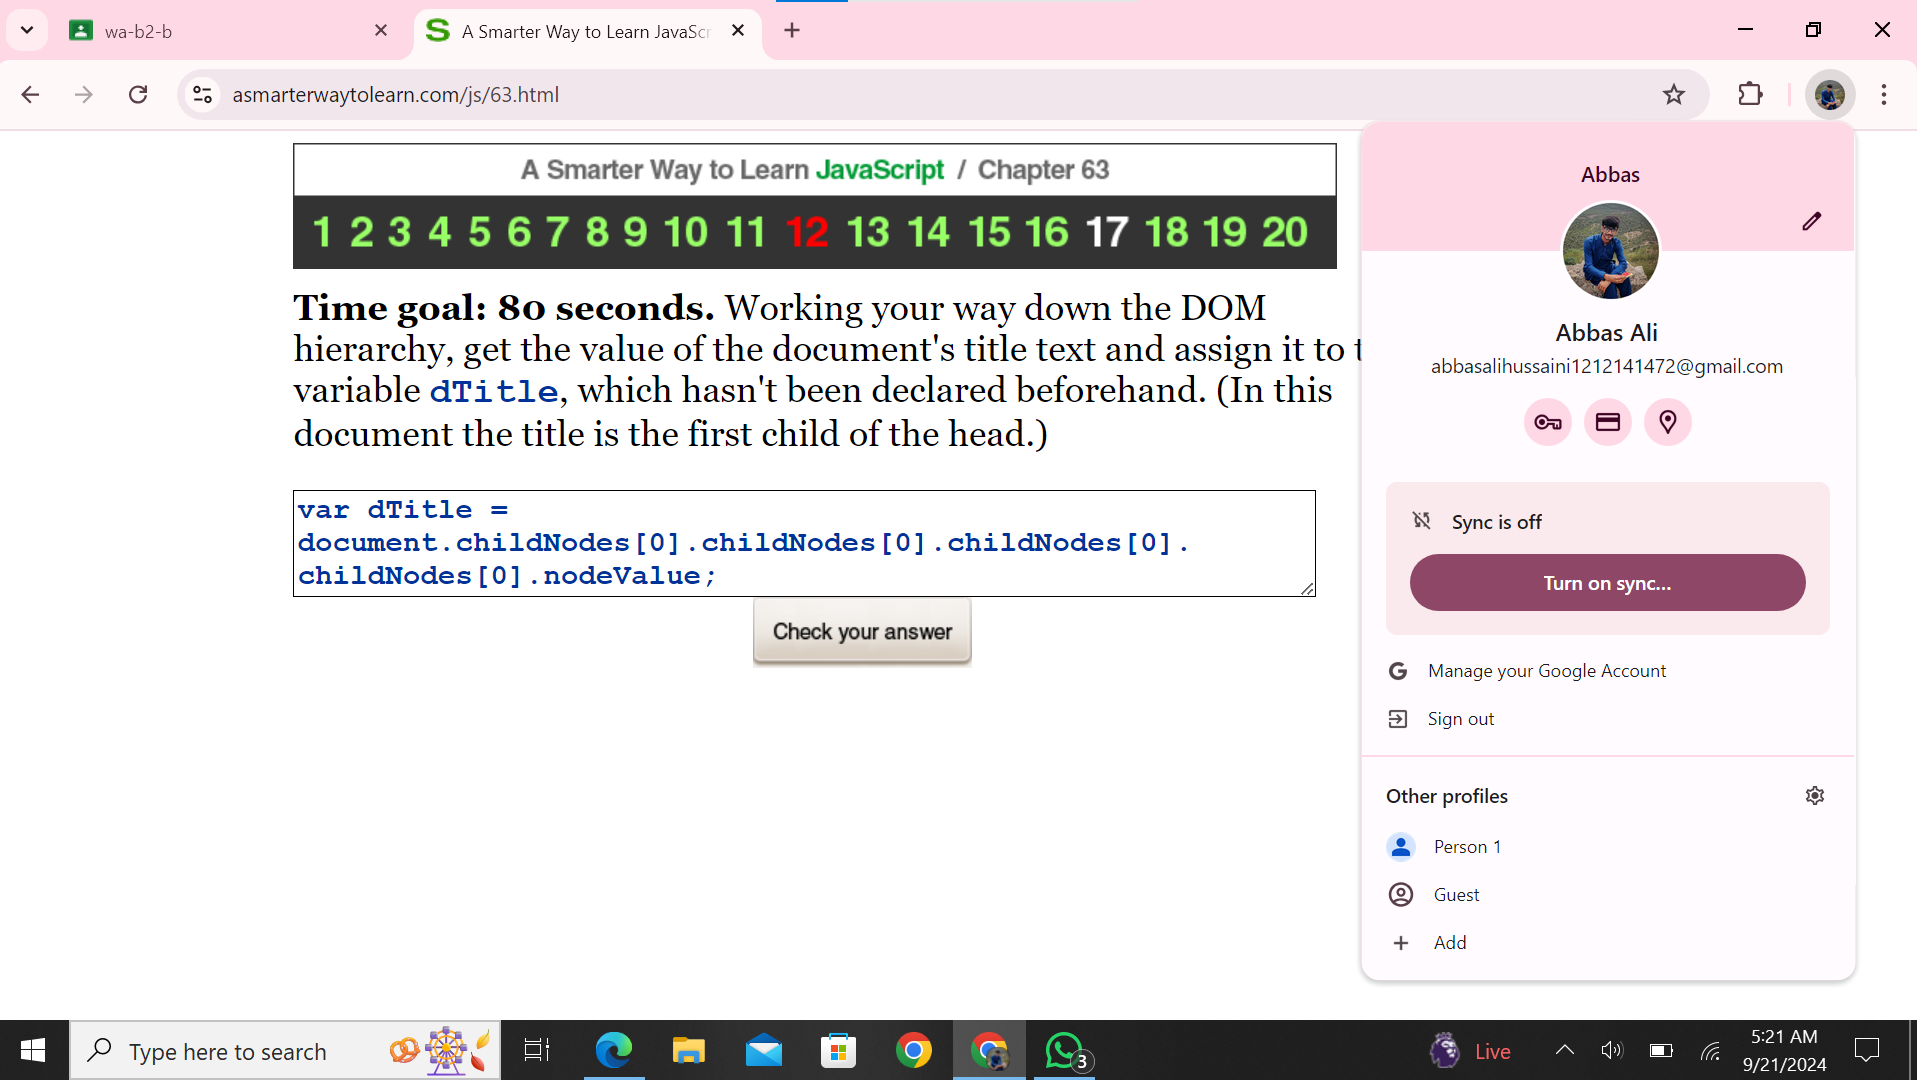 wa-b2-b
A Smarter Way to Learn JavaScr
asmarterwaytolearn.com/js/63.html
A Smarter Way to Learn JavaScript / Chapter 63
1 2 3 4 5 6 7 8 9 10 11 12 13 14 15 16 17 18 19 20
Time goal: 80 seconds. Working your way down the DOM
hierarchy, get the value of the document's title text and assign it to t
variable dTitle, which hasn't been declared beforehand. (In this
document the title is the first child of the head.)
var dTitle =
document.childNodes[0].childNodes[0].childNodes[0].
childNodes[0].nodeValue;
Check your answer
Abbas
Abbas Ali
abbasalihussaini1212141472@gmail.com
Sync is off
Turn on sync...
Manage your Google Account
Sign out
Other profiles
Person 1
Guest
Add
Type here to search
3
Live
5:21 AM
9/21/2024